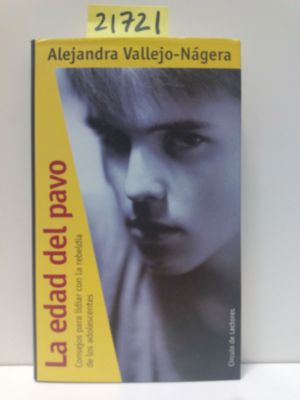 21721
Alejandra Vallejo-Nágera
La edad del pavo
Consejos para lidiar con la rebeldía
de los adolescentes
Círculo de Lectores